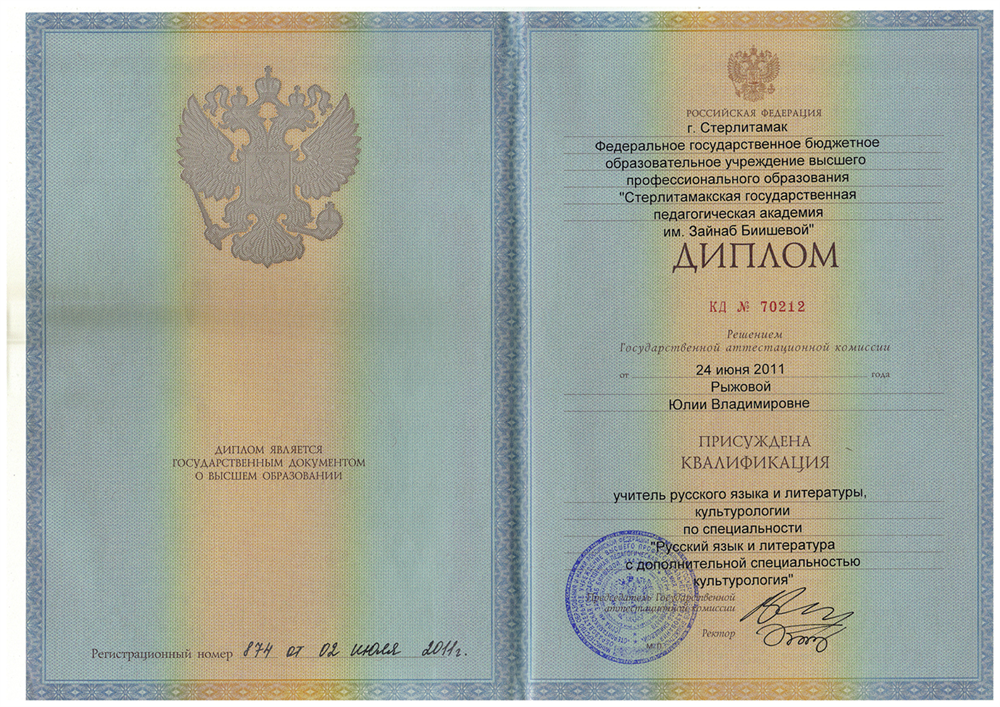 ДИПЛОМ ЯВЛЯЕТСЯ
ГОСУДАРСТВЕННЫМ ДОКУМЕНТОМ
О ВЫСШЕМ ОБРАЗОВАНИИ
Регистрационный номер 874 от 02 июля 2011г.
РОССИЙСКАЯ ФЕДЕРАЦИЯ
г. Стерлитамак
Федеральное государственное бюджетное
образовательное учреждение высшего
профессионального образования
"Стерлитамакская государственная
педагогическая академия
им. Зайнаб Биишевой"
ДИПЛОМ
КД № 70212
Решением
Государственной аттестационной комиссии
от 24 июня 2011 года
Рыжовой
Юлии Владимировне
ПРИСУЖДЕНА
КВАЛИФИКАЦИЯ
учитель русского языка и литературы,
культурологии
по специальности
"Русский язык и литература
с дополнительной специальностью
культурология"
Председатель Государственной
аттестационной комиссии
Ректор